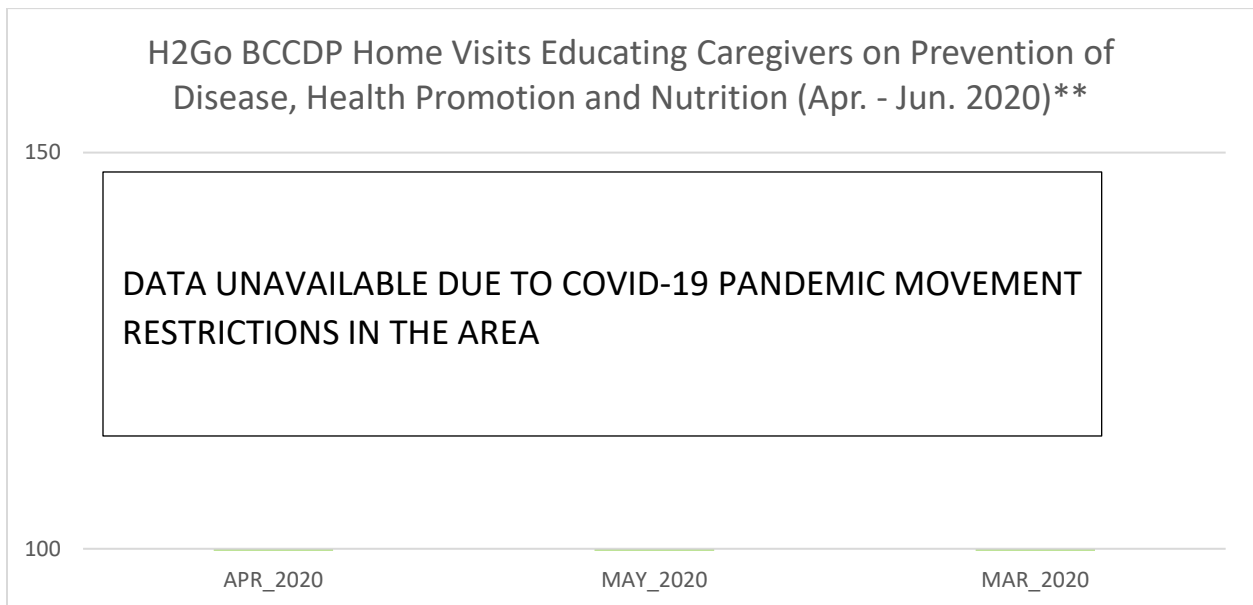 H2Go BCCDP Home Visits Educating Caregivers on Prevention of
Disease, Health Promotion and Nutrition (Apr. - Jun. 2020)**
150
DATA UNAVAILABLE DUE TO COVID-19 PANDEMIC MOVEMENT
RESTRICTIONS IN THE AREA
100
APR_2020 MAY_2020 MAR_2020